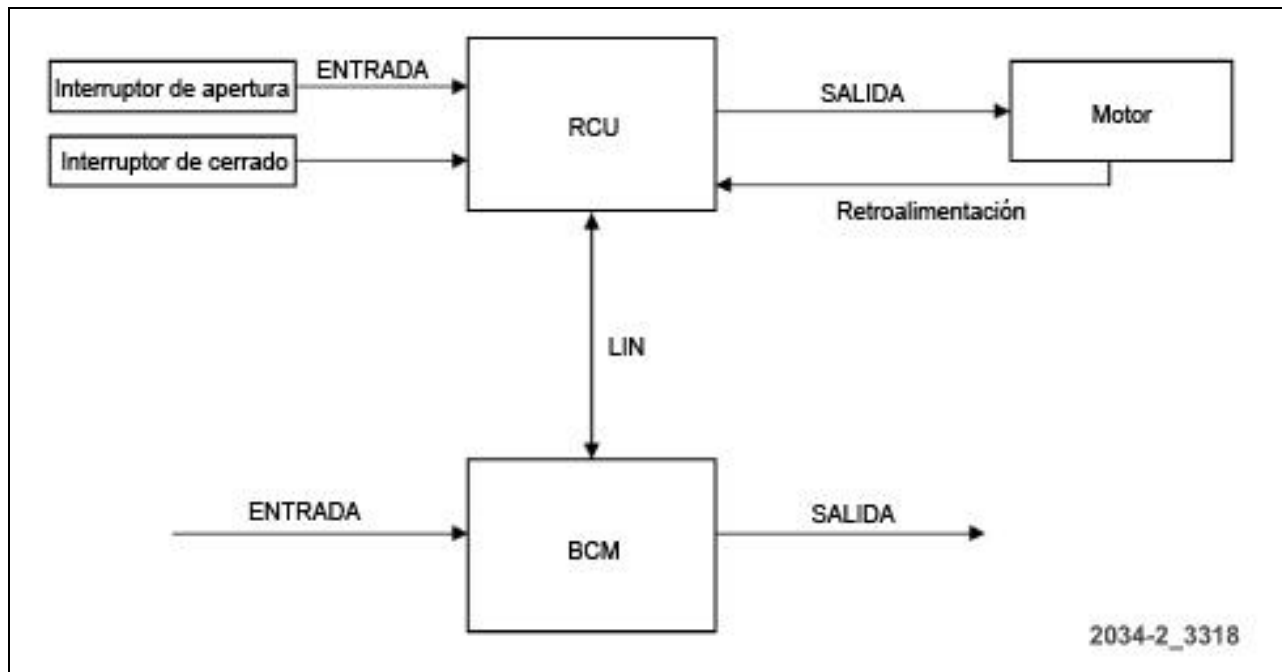 ENTRADA
Interruptor de apertura
Interruptor de cerrado
RCU
SALIDA
Motor
Retroalimentación
LIN
ENTRADA
BCM
SALIDA
2034-2_3318